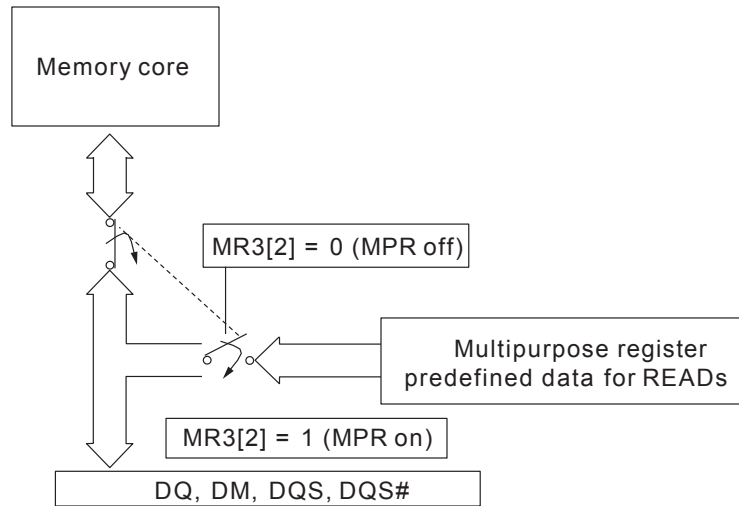 Memory core
MR3[2] = 0 (MPR off)
Multipurpose register
predefined data for READs
MR3[2] = 1 (MPR on)
DQ, DM, DQS, DQS#